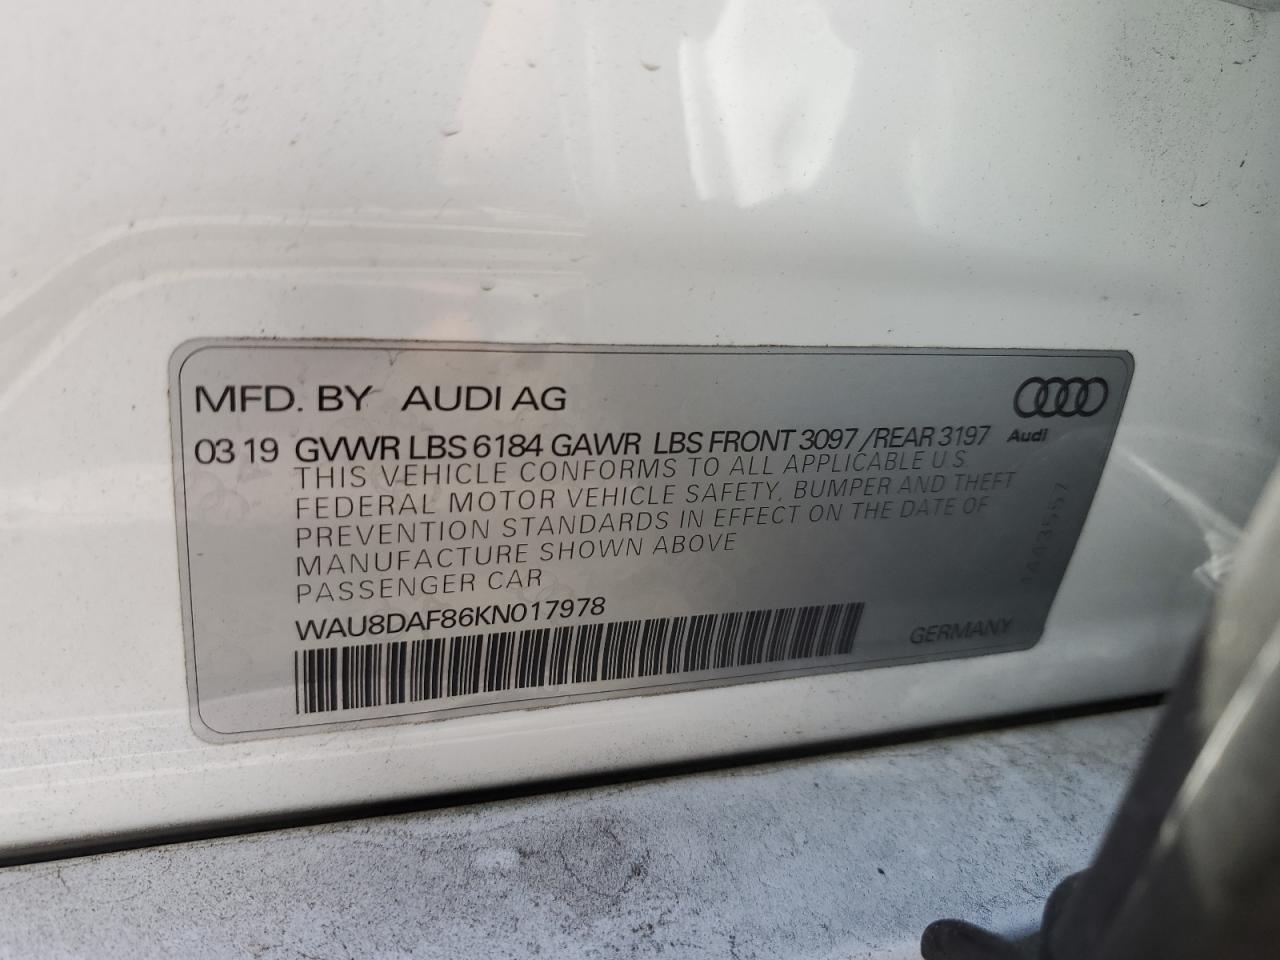 MFD. BY AUDI AG
03 19 GVWR LBS 6184 GAWR LBS FRONT 3097 /REAR 3197
Audi
THIS VEHICLE CONFORMS TO ALL APPLICABLE U.S.
FEDERAL MOTOR VEHICLE SAFETY, BUMPER AND THEFT
PREVENTION STANDARDS IN EFFECT ON THE DATE OF
MANUFACTURE SHOWN ABOVE
PASSENGER CAR
WAU8DAF86KN017978
GERMANY